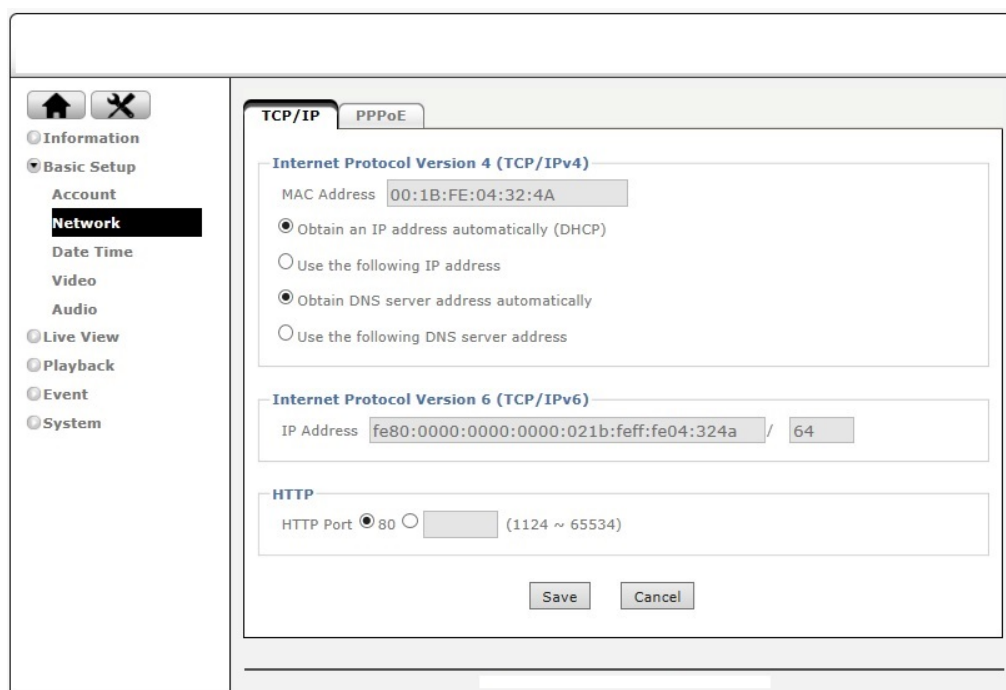 Information
Basic Setup
Account
Network
Date Time
Video
Audio
Live View
Playback
Event
System
TCP/IP
PPPoE
Internet Protocol Version 4 (TCP/IPv4)
MAC Address 00:1B:FE:04:32:4A
Obtain an IP address automatically (DHCP)
Use the following IP address
Obtain DNS server address automatically
Use the following DNS server address
Internet Protocol Version 6 (TCP/IPv6)
IP Address fe80:0000:0000:0000:021b:feff:fe04:324a / 64
HTTP
HTTP Port 80 (1124 ~ 65534)
Save Cancel